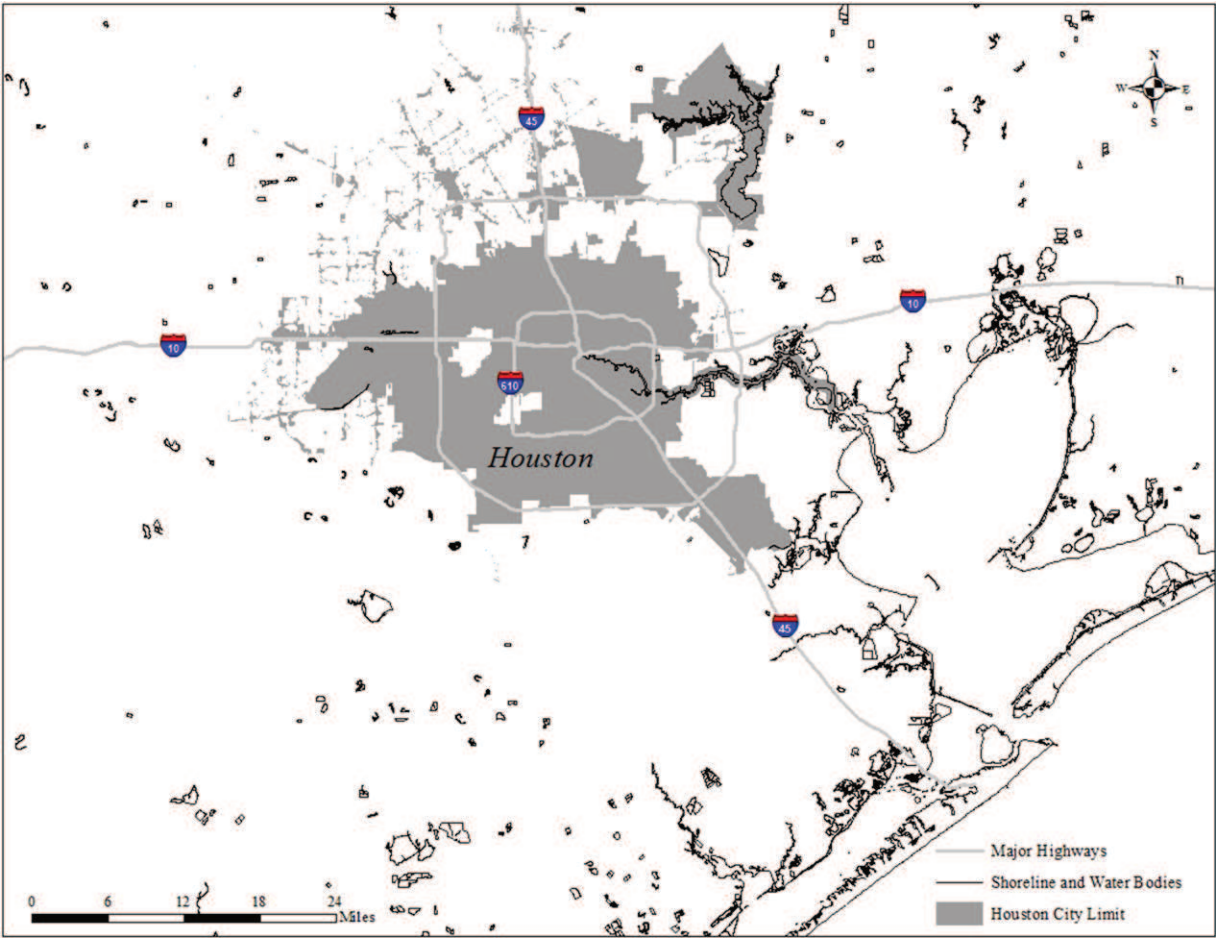 N
W E
S
45
10
10
610
Houston
45
Major Highways
Shoreline and Water Bodies
Houston City Limit
0 6 12 18 24
Miles